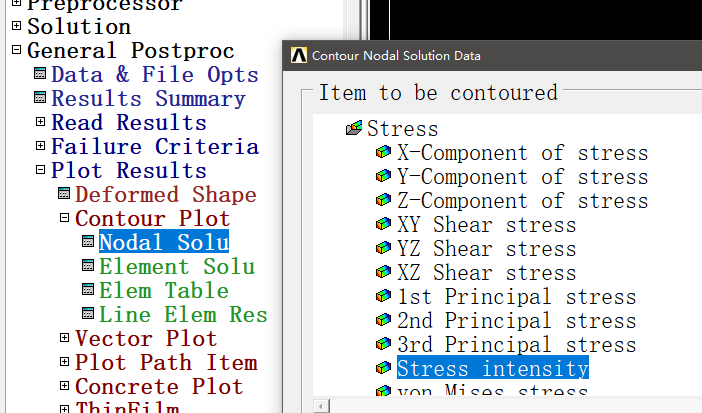 Preprocessor
Solution
General Postproc
Data & File Opts
Results Summary
Read Results
Failure Criteria
Plot Results
Deformed Shape
Contour Plot
Nodal Solu
Element Solu
Elem Table
Line Elem Res
Vector Plot
Plot Path Item
Concrete Plot
ThinFilm
Contour Nodal Solution Data
Item to be contoured
Stress
X-Component of stress
Y-Component of stress
Z-Component of stress
XY Shear stress
YZ Shear stress
XZ Shear stress
1st Principal stress
2nd Principal stress
3rd Principal stress
Stress intensity
von Mises stress